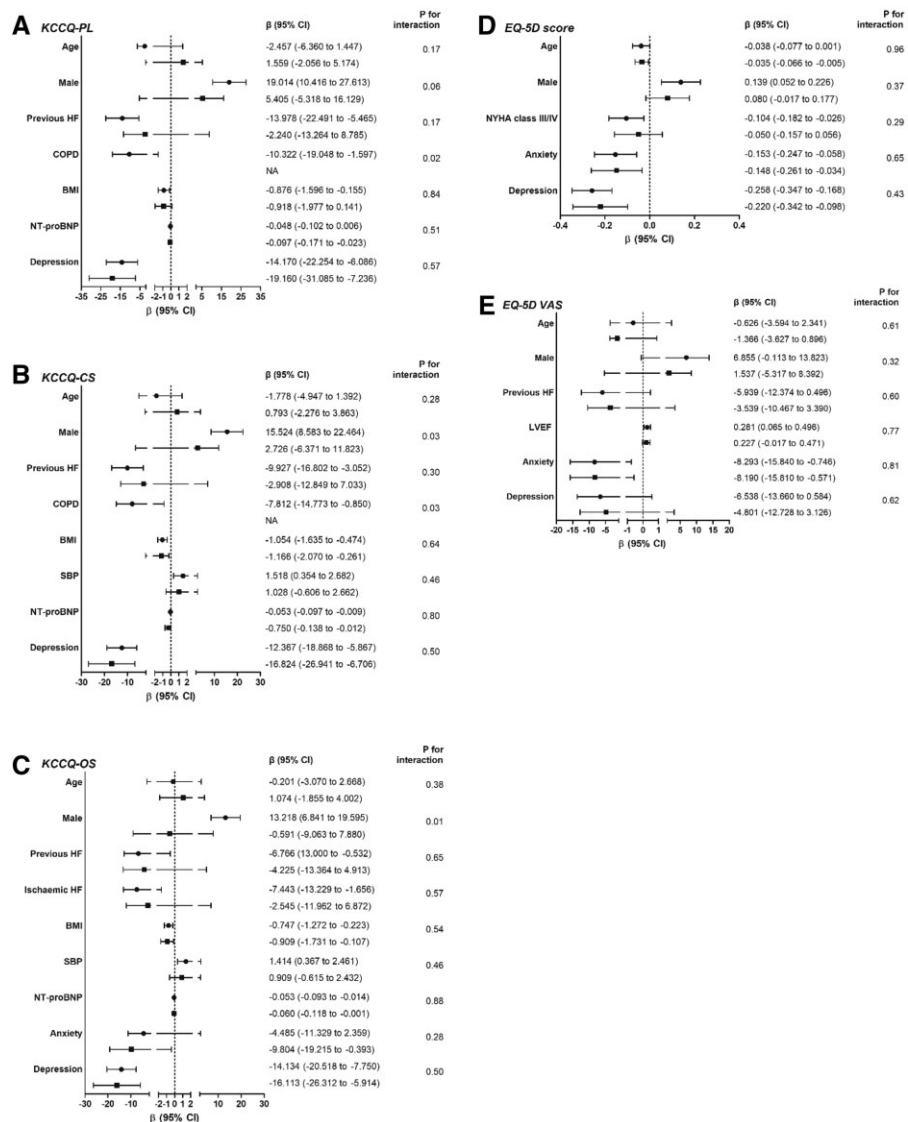 A KCCQ-PL
β (95% CI) P for interaction
Age -2.457 (-6.360 to 1.447) 0.17
1.559 (-2.056 to 5.174)
Male 19.014 (10.416 to 27.613) 0.06
5.405 (-5.318 to 16.129)
Previous HF -13.978 (-22.491 to -5.465) 0.17
-2.240 (-13.264 to 8.785)
COPD -10.322 (-19.048 to -1.597) 0.02
NA
BMI -0.876 (-1.596 to -0.155) 0.84
-0.918 (-1.977 to 0.141)
NT-proBNP -0.048 (-0.102 to 0.006) 0.51
-0.097 (-0.171 to -0.023)
Depression -14.170 (-22.254 to -6.086) 0.57
-19.160 (-31.085 to -7.236)
-35 -25 -15 -5 -2 -1 0 1 2 5 15 25 35
β (95% CI)
B KCCQ-CS
β (95% CI) P for interaction
Age -1.778 (-4.947 to 1.392) 0.28
0.793 (-2.276 to 3.863)
Male 15.524 (8.583 to 22.464) 0.03
2.726 (-6.371 to 11.823)
Previous HF -9.927 (-16.802 to -3.052) 0.30
-2.908 (-12.849 to 7.033)
COPD -7.812 (-14.773 to -0.850) 0.03
NA
BMI -1.054 (-1.635 to -0.474) 0.64
-1.166 (-2.070 to -0.261)
SBP 1.518 (0.354 to 2.682) 0.46
1.028 (-0.606 to 2.662)
NT-proBNP -0.053 (-0.097 to -0.009) 0.80
-0.750 (-0.138 to -0.012)
Depression -12.367 (-18.868 to -5.867) 0.50
-16.824 (-26.941 to -6.706)
-30 -20 -10 -2 -1 0 1 2 10 20 30
β (95% CI)
C KCCQ-OS
β (95% CI) P for interaction
Age -0.201 (-3.070 to 2.668) 0.38
1.074 (-1.855 to 4.002)
Male 13.218 (6.841 to 19.595) 0.01
-0.591 (-9,063 to 7.880)
Previous HF -6.766 (13.000 to -0.532) 0.65
-4.225 (-13.364 to 4.913)
Ischaemic HF -7.443 (-13.229 to -1.656) 0.57
-2.545 (-11.962 to 6.872)
BMI -0.747 (-1.272 to -0.223) 0.54
-0.909 (-1.731 to -0.107)
SBP 1.414 (0.367 to 2.461) 0.46
0.909 (-0.615 to 2.432)
NT-proBNP -0.053 (-0.093 to -0.014) 0.88
-0.060 (-0.118 to -0.001)
Anxiety -4.485 (-11.329 to 2.359) 0.28
-9.804 (-19.215 to -0.393)
Depression -14.134 (-20.518 to -7.750) 0.50
-16.113 (-26.312 to -5.914)
-30 -20 -10 -2 -1 0 1 2 10 20 30
β (95% CI)
D EQ-5D score
β (95% CI) P for interaction
Age -0.038 (-0.077 to 0.001) 0.96
-0.035 (-0.066 to -0.005)
Male 0.139 (0.052 to 0.226) 0.37
0.080 (-0.017 to 0.177)
NYHA class III/IV -0.104 (-0.182 to -0.026) 0.29
-0.050 (-0.157 to 0.056)
Anxiety -0.153 (-0.247 to -0.058) 0.65
-0.148 (-0.261 to -0.034)
Depression -0.258 (-0.347 to -0.168) 0.43
-0.220 (-0.342 to -0.098)
-0.4 -0.2 0.0 0.2 0.4
β (95% CI)
E EQ-5D VAS
β (95% CI) P for interaction
Age -0.626 (-3.594 to 2.341) 0.61
-1.366 (-3.627 to 0.896)
Male 6.855 (-0.113 to 13.823) 0.32
1.537 (-5.317 to 8.392)
Previous HF -5.939 (-12.374 to 0.496) 0.60
-3.539 (-10.467 to 3.390)
LVEF 0.281 (0.065 to 0.496) 0.77
0.227 (-0.017 to 0.471)
Anxiety -8.293 (-15.840 to -0.746) 0.81
-8.190 (-15.810 to -0.571)
Depression -6.538 (-13.660 to 0.584) 0.62
-4.801 (-12.728 to 3.126)
-20 -15 -10 -5 -1 0 1 5 10 15 20
β (95% CI)